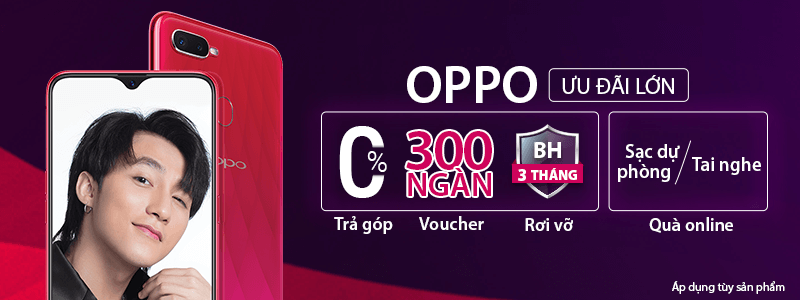 OPPO
ƯU ĐÃI LỚN
0%
Trả góp
300
NGÀN
Voucher
BH
3 THÁNG
Rơi vỡ
Sạc dự
phòng / Tai nghe
Quà online
Áp dụng tùy sản phẩm
oppo